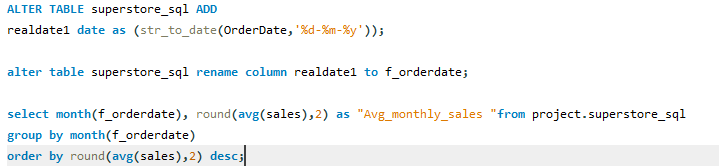 ALTER TABLE superstore_sql ADD
realdate1 date as (str_to_date(OrderDate,'%d-%m-%y'));
alter table superstore_sql rename column realdate1 to f_orderdate;
select month(f_orderdate), round(avg(sales),2) as "Avg_monthly_sales "from project.superstore_sql
group by month(f_orderdate)
order by round(avg(sales),2) desc;